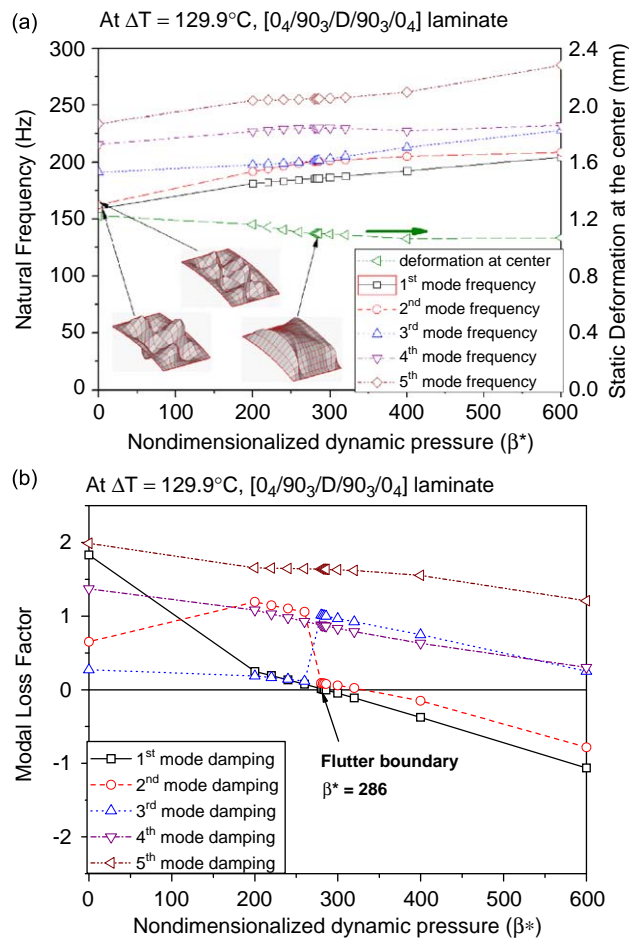 (a)
At ΔT = 129.9°C, [0₄/90₃/D/90₃/0₄] laminate
300
250
200
150
100
50
0
Natural Frequency (Hz)
2.4
2.0
1.6
1.2
0.8
0.4
0.0
Static Deformation at the center (mm)
deformation at center
1st mode frequency
2nd mode frequency
3rd mode frequency
4th mode frequency
5th mode frequency
0 100 200 300 400 500 600
Nondimensionalized dynamic pressure (β*)
(b)
At ΔT = 129.9°C, [0₄/90₃/D/90₃/0₄] laminate
2
1
0
-1
-2
Modal Loss Factor
Flutter boundary
β* = 286
1st mode damping
2nd mode damping
3rd mode damping
4th mode damping
5th mode damping
0 100 200 300 400 500 600
Nondimensionalized dynamic pressure (β*)